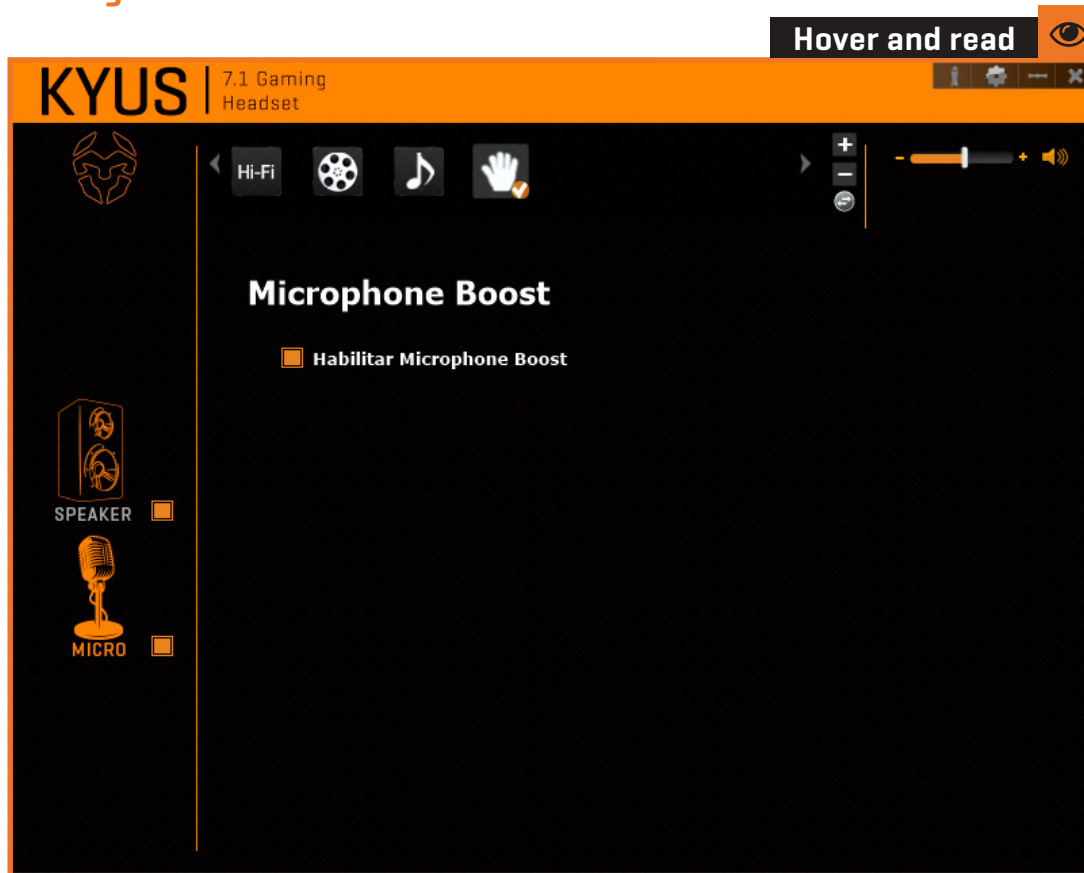 Hover and read
KYUS
7.1 Gaming
Headset
Hi-Fi
Microphone Boost
Habilitar Microphone Boost
SPEAKER
MICRO